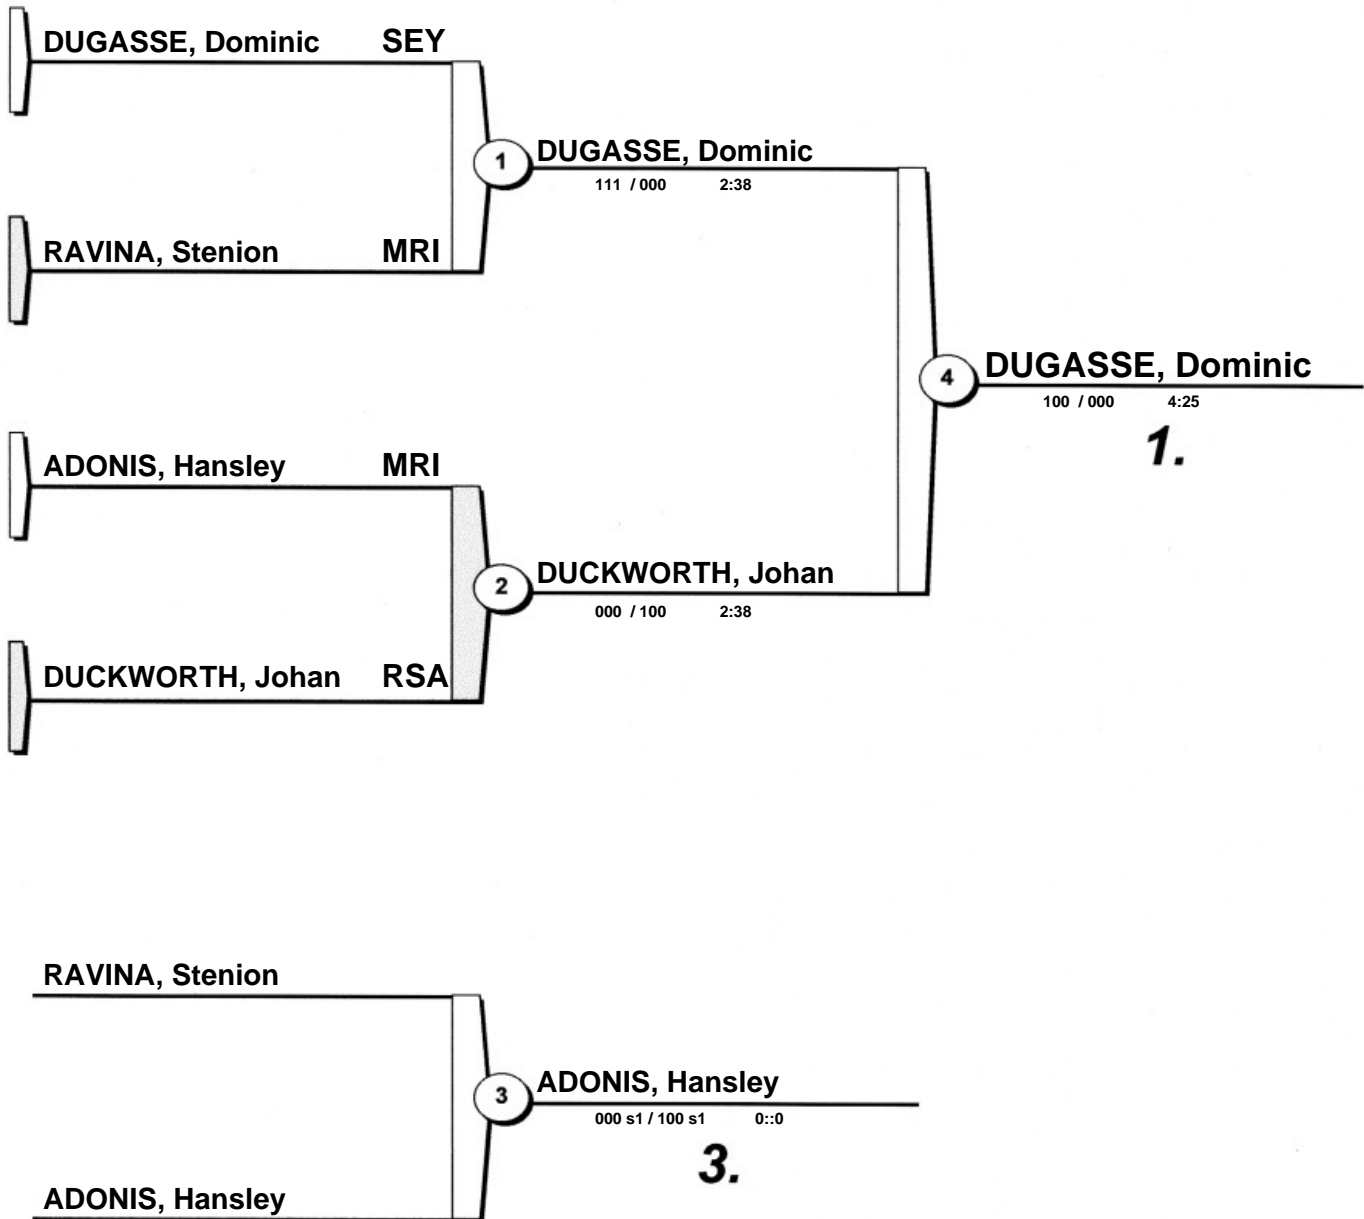 DUGASSE, Dominic SEY
1 DUGASSE, Dominic
111 / 000 2:38
RAVINA, Stenion MRI
4 DUGASSE, Dominic
100 / 000 4:25
1.
ADONIS, Hansley MRI
2 DUCKWORTH, Johan
000 / 100 2:38
DUCKWORTH, Johan RSA
RAVINA, Stenion
3 ADONIS, Hansley
000 s1 / 100 s1 0::0
3.
ADONIS, Hansley